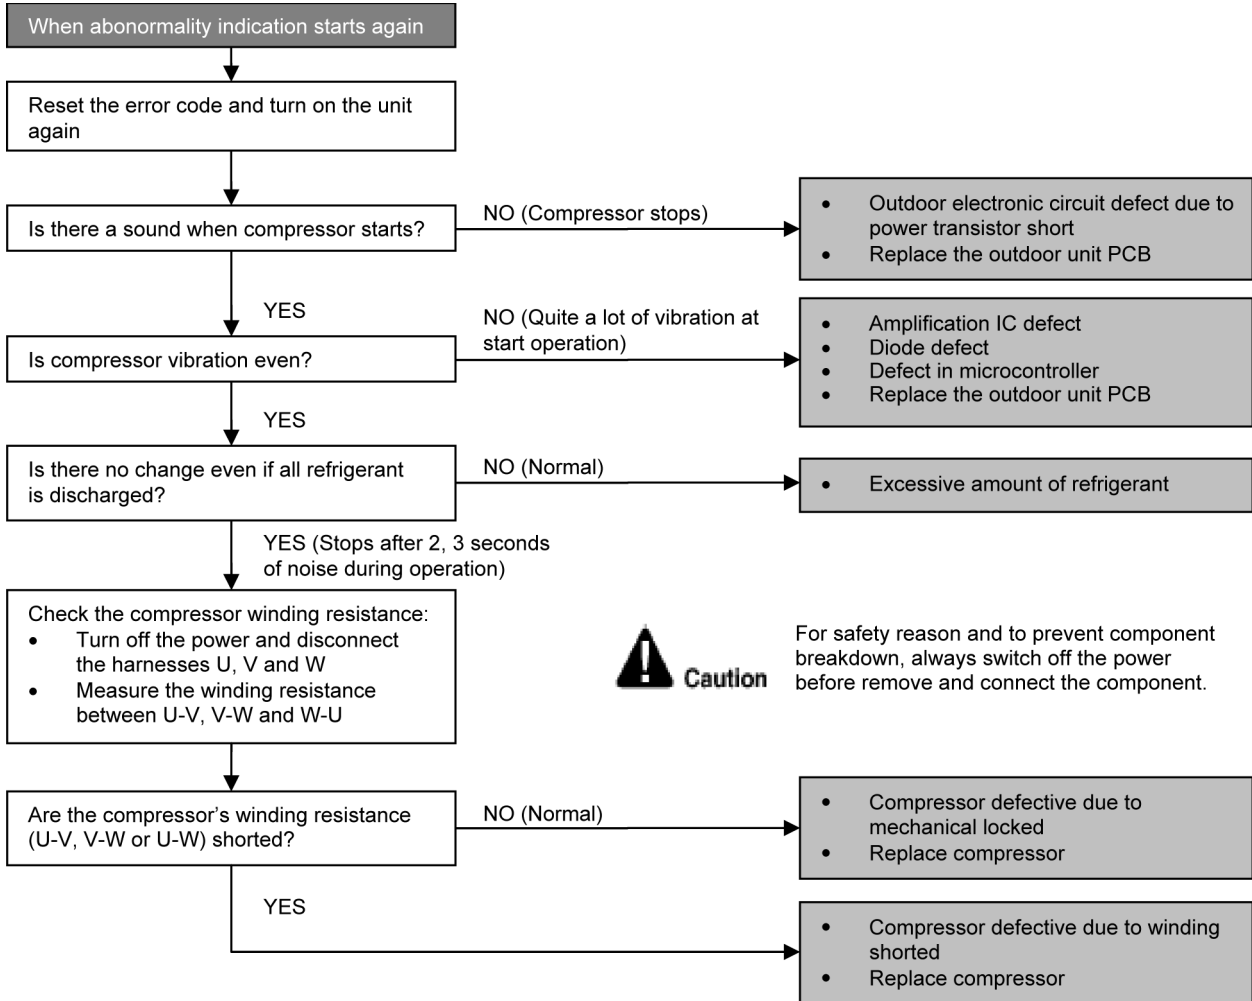 When abonormality indication starts again
Reset the error code and turn on the unit
again
Is there a sound when compressor starts?
NO (Compressor stops)
• Outdoor electronic circuit defect due to
power transistor short
• Replace the outdoor unit PCB
YES
Is compressor vibration even?
NO (Quite a lot of vibration at
start operation)
• Amplification IC defect
• Diode defect
• Defect in microcontroller
• Replace the outdoor unit PCB
YES
Is there no change even if all refrigerant
is discharged?
NO (Normal)
• Excessive amount of refrigerant
YES (Stops after 2, 3 seconds
of noise during operation)
Check the compressor winding resistance:
• Turn off the power and disconnect
the harnesses U, V and W
• Measure the winding resistance
between U-V, V-W and W-U
Caution
For safety reason and to prevent component
breakdown, always switch off the power
before remove and connect the component.
Are the compressor’s winding resistance
(U-V, V-W or U-W) shorted?
NO (Normal)
• Compressor defective due to
mechanical locked
• Replace compressor
YES
• Compressor defective due to winding
shorted
• Replace compressor